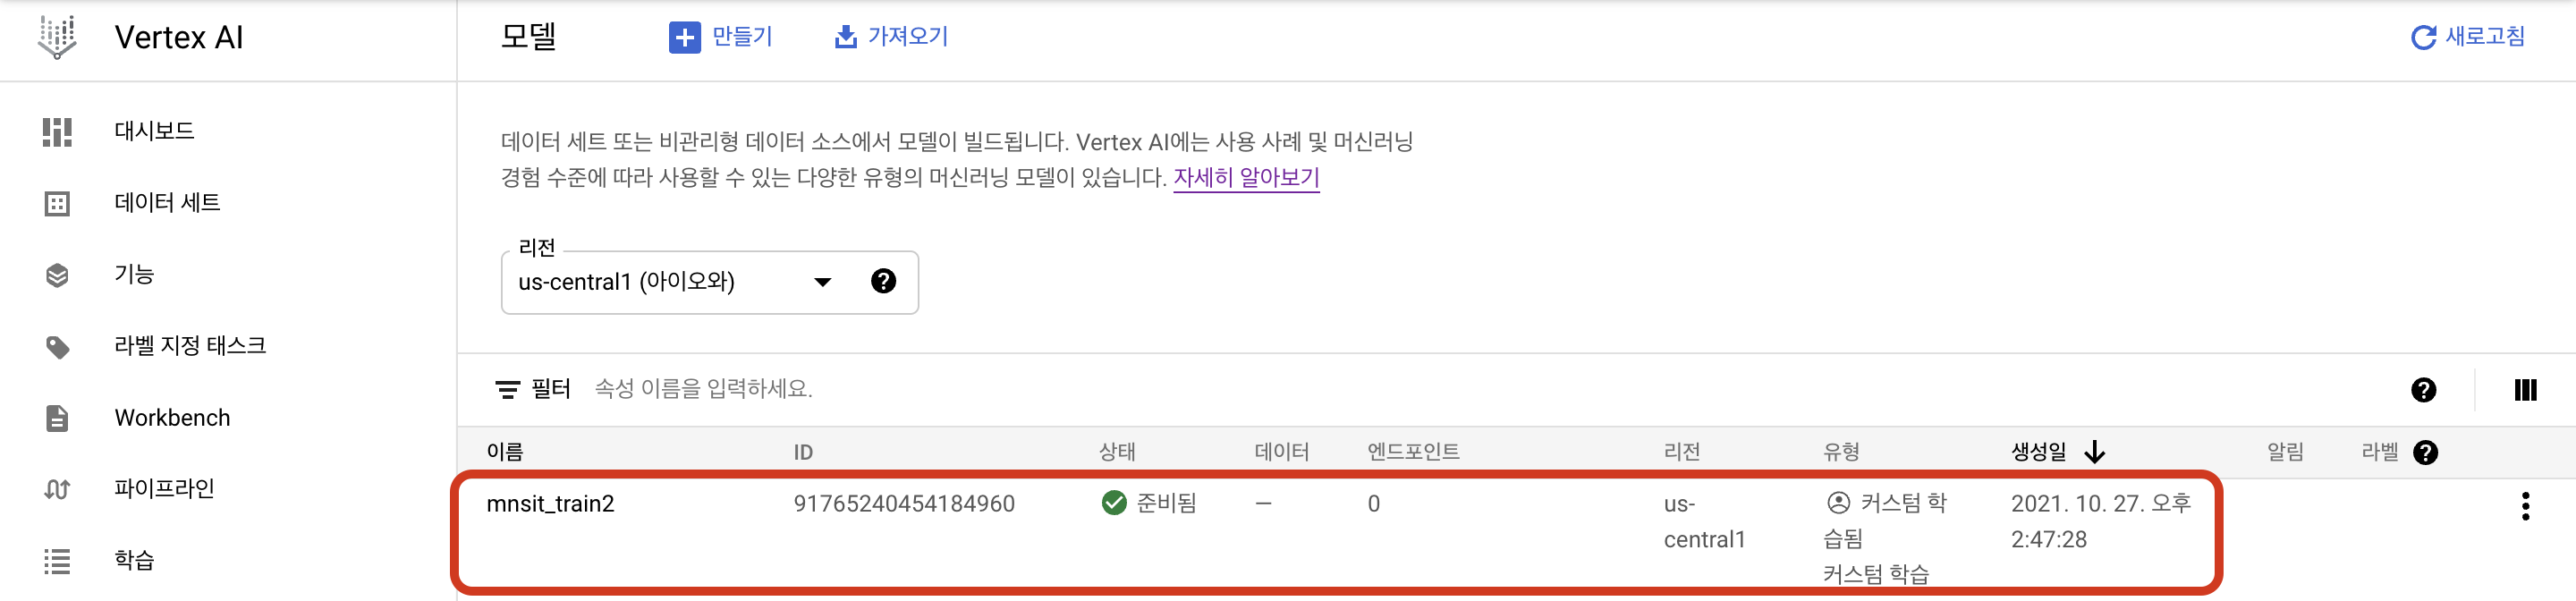 Vertex AI
모델
만들기
가져오기
새로고침
대시보드
데이터 세트
기능
라벨 지정 태스크
Workbench
파이프라인
학습
데이터 세트 또는 비관리형 데이터 소스에서 모델이 빌드됩니다. Vertex AI에는 사용 사례 및 머신러닝
경험 수준에 따라 사용할 수 있는 다양한 유형의 머신러닝 모델이 있습니다. 자세히 알아보기
리전
us-central1 (아이오와)
필터 속성 이름을 입력하세요.
이름 ID 상태 데이터 엔드포인트 리전 유형 생성일 알림 라벨
mnsit_train2 91765240454184960 준비됨 — 0 us- 커스텀 학 2021. 10. 27. 오후
central1 습됨 2:47:28
커스텀 학습